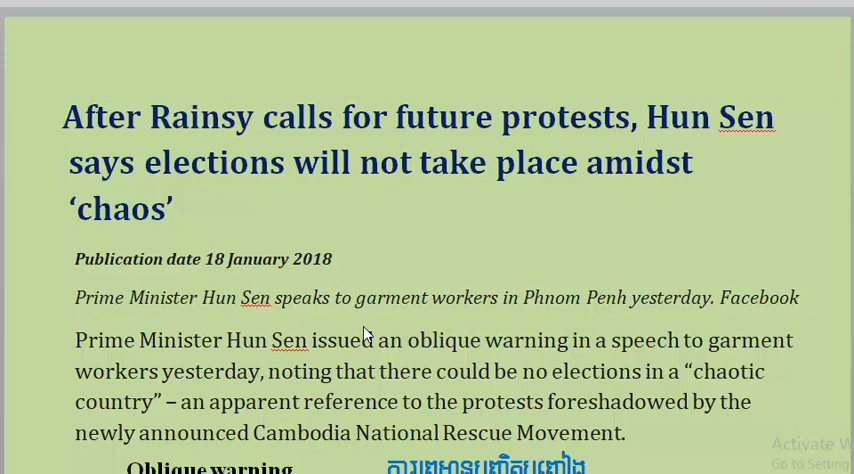 After Rainsy calls for future protests, Hun Sen
says elections will not take place amidst
‘chaos’
Publication date 18 January 2018
Prime Minister Hun Sen speaks to garment workers in Phnom Penh yesterday. Facebook
Prime Minister Hun Sen issued an oblique warning in a speech to garment
workers yesterday, noting that there could be no elections in a “chaotic
country” – an apparent reference to the protests foreshadowed by the
newly announced Cambodia National Rescue Movement.
Oblique warning
Activate
Go to Setting